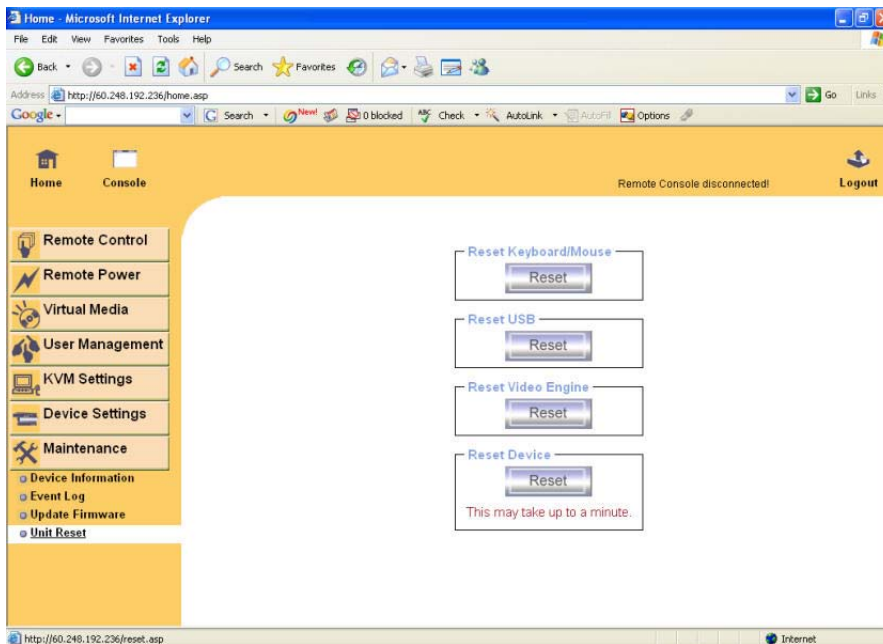 Home - Microsoft Internet Explorer
File Edit View Favorites Tools Help
Back Search Favorites
Address http://60.248.192.236/home.asp Go Links
Google Search New! 0 blocked ABC Check AutoLink AutoFill Options
Home Console Remote Console disconnected! Logout
Remote Control
Remote Power
Virtual Media
User Management
KVM Settings
Device Settings
Maintenance
Device Information
Event Log
Update Firmware
Unit Reset
Reset Keyboard/Mouse
Reset
Reset USB
Reset
Reset Video Engine
Reset
Reset Device
Reset
This may take up to a minute.
http://60.248.192.236/reset.asp Internet